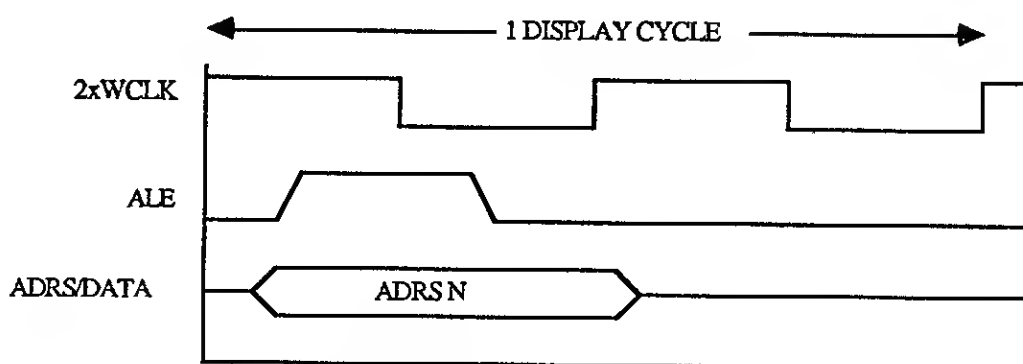 1 DISPLAY CYCLE
2xWCLK
ALE
ADRS/DATA
ADRS N